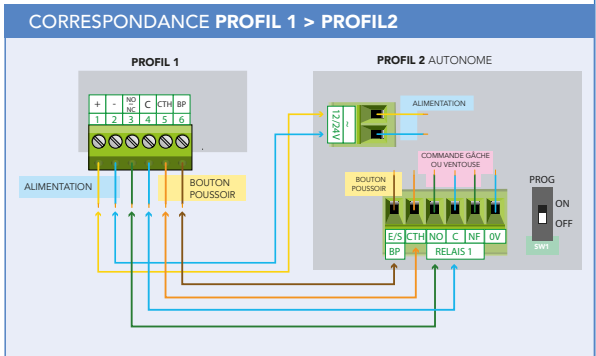 CORRESPONDANCE PROFIL 1 > PROFIL2
PROFIL 1
PROFIL 2 AUTONOME
+ - NO NC C CTH BP
1 2 3 4 5 6
ALIMENTATION
BOUTON
POUSSOIR
12/24V ~
ALIMENTATION
COMMANDE GÂCHE
OU VENTOUSE
BOUTON
POUSSOIR
E/S CTH NO C NF 0V
BP RELAIS 1
PROG
ON
OFF
SW1